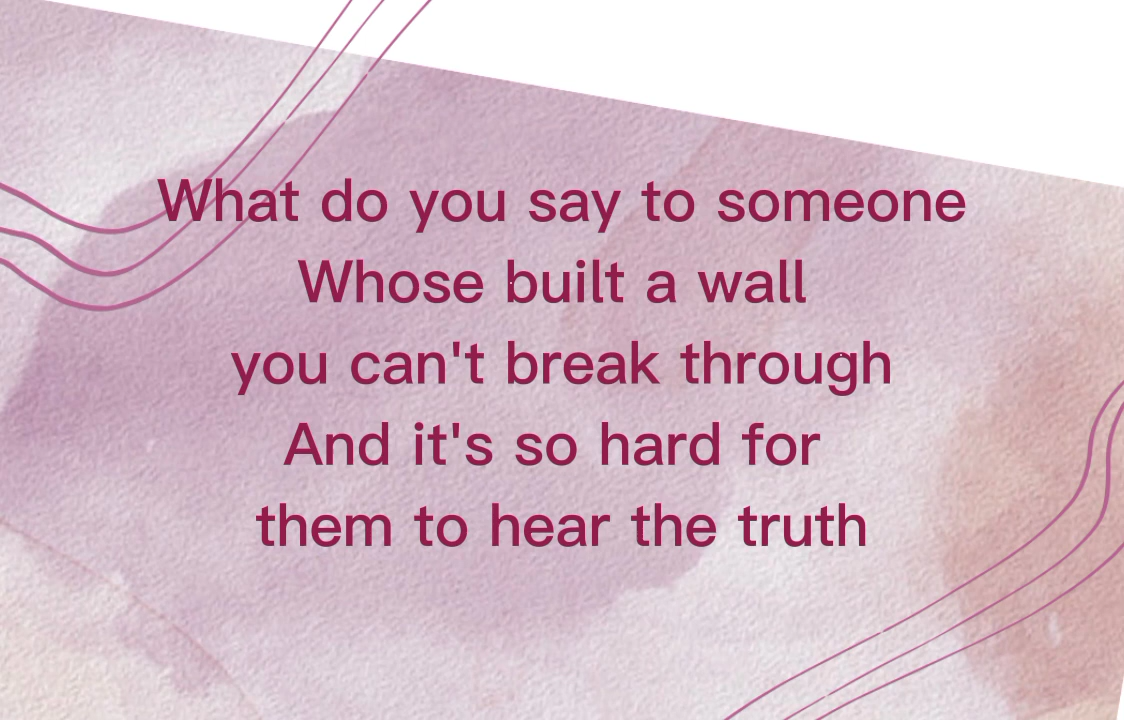 What do you say to someone
Whose built a wall
you can't break through
And it's so hard for
them to hear the truth